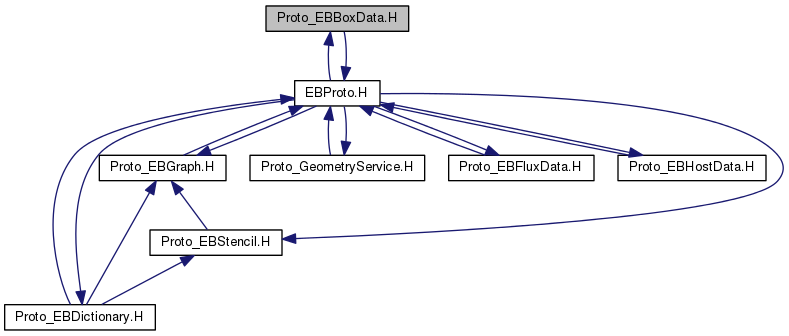 Proto_EBBoxData.H
EBProto.H
Proto_EBGraph.H
Proto_GeometryService.H
Proto_EBFluxData.H
Proto_EBHostData.H
Proto_EBStencil.H
Proto_EBDictionary.H